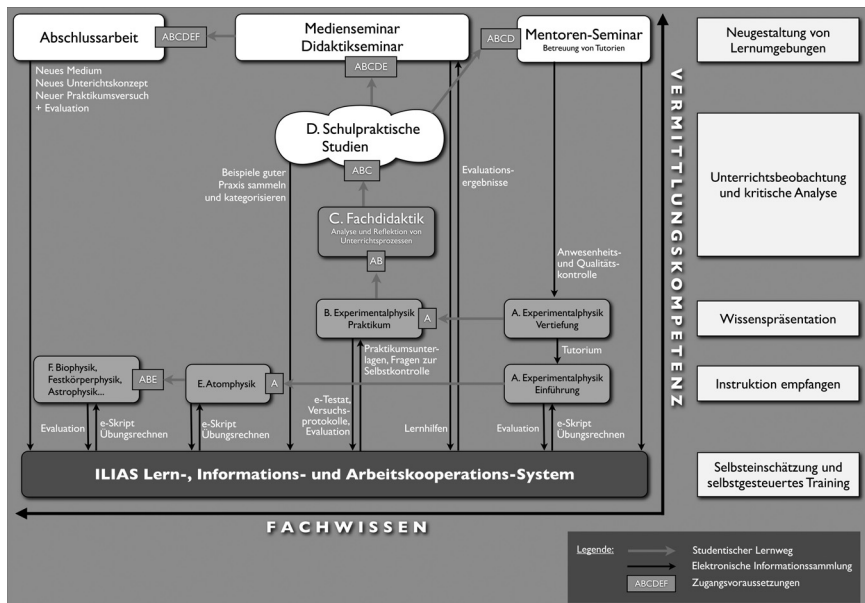 Abschlussarbeit
ABCDEF
Medienseminar
Didaktikseminar
ABCDE
ABCD
Mentoren-Seminar
Betreuung von Tutorien
Neugestaltung von
Lernumgebungen
Neues Medium
Neues Unterichtskonzept
Neuer Praktikumsversuch
+ Evaluation
D. Schulpraktische
Studien
ABC
Beispiele guter
Praxis sammeln
und kategorisieren
Evaluations-
ergebnisse
Unterrichtsbeobachtung
und kritische Analyse
C. Fachdidaktik
Analyse und Reflektion von
Unterrichtsprozessen
AB
Anwesenheits-
und Qualitäts-
kontrolle
B. Experimentalphysik
Praktikum
A
A. Experimentalphysik
Vertiefung
Wissenspräsentation
Praktikumsunter-
lagen, Fragen zur
Selbstkontrolle
Tutorium
F. Biophysik,
Festkörperphysik,
Astrophysik...
ABE
E. Atomphysik
A
A. Experimentalphysik
Einführung
Instruktion empfangen
Evaluation
e-Skript
Übungsrechnen
e-Skript
Übungsrechnen
e-Testat,
Versuchs-
protokolle,
Evaluation
Lernhilfen
Evaluation
e-Skript
Übungsrechnen
ILIAS Lern-, Informations- und Arbeitskooperations-System
Selbsteinschätzung und
selbstgesteuertes Training
VERMITTLUNGSKOMPETENZ
FACHWISSEN
Legende:
Studentischer Lernweg
Elektronische Informationssammlung
ABCDEF
Zugangsvoraussetzungen